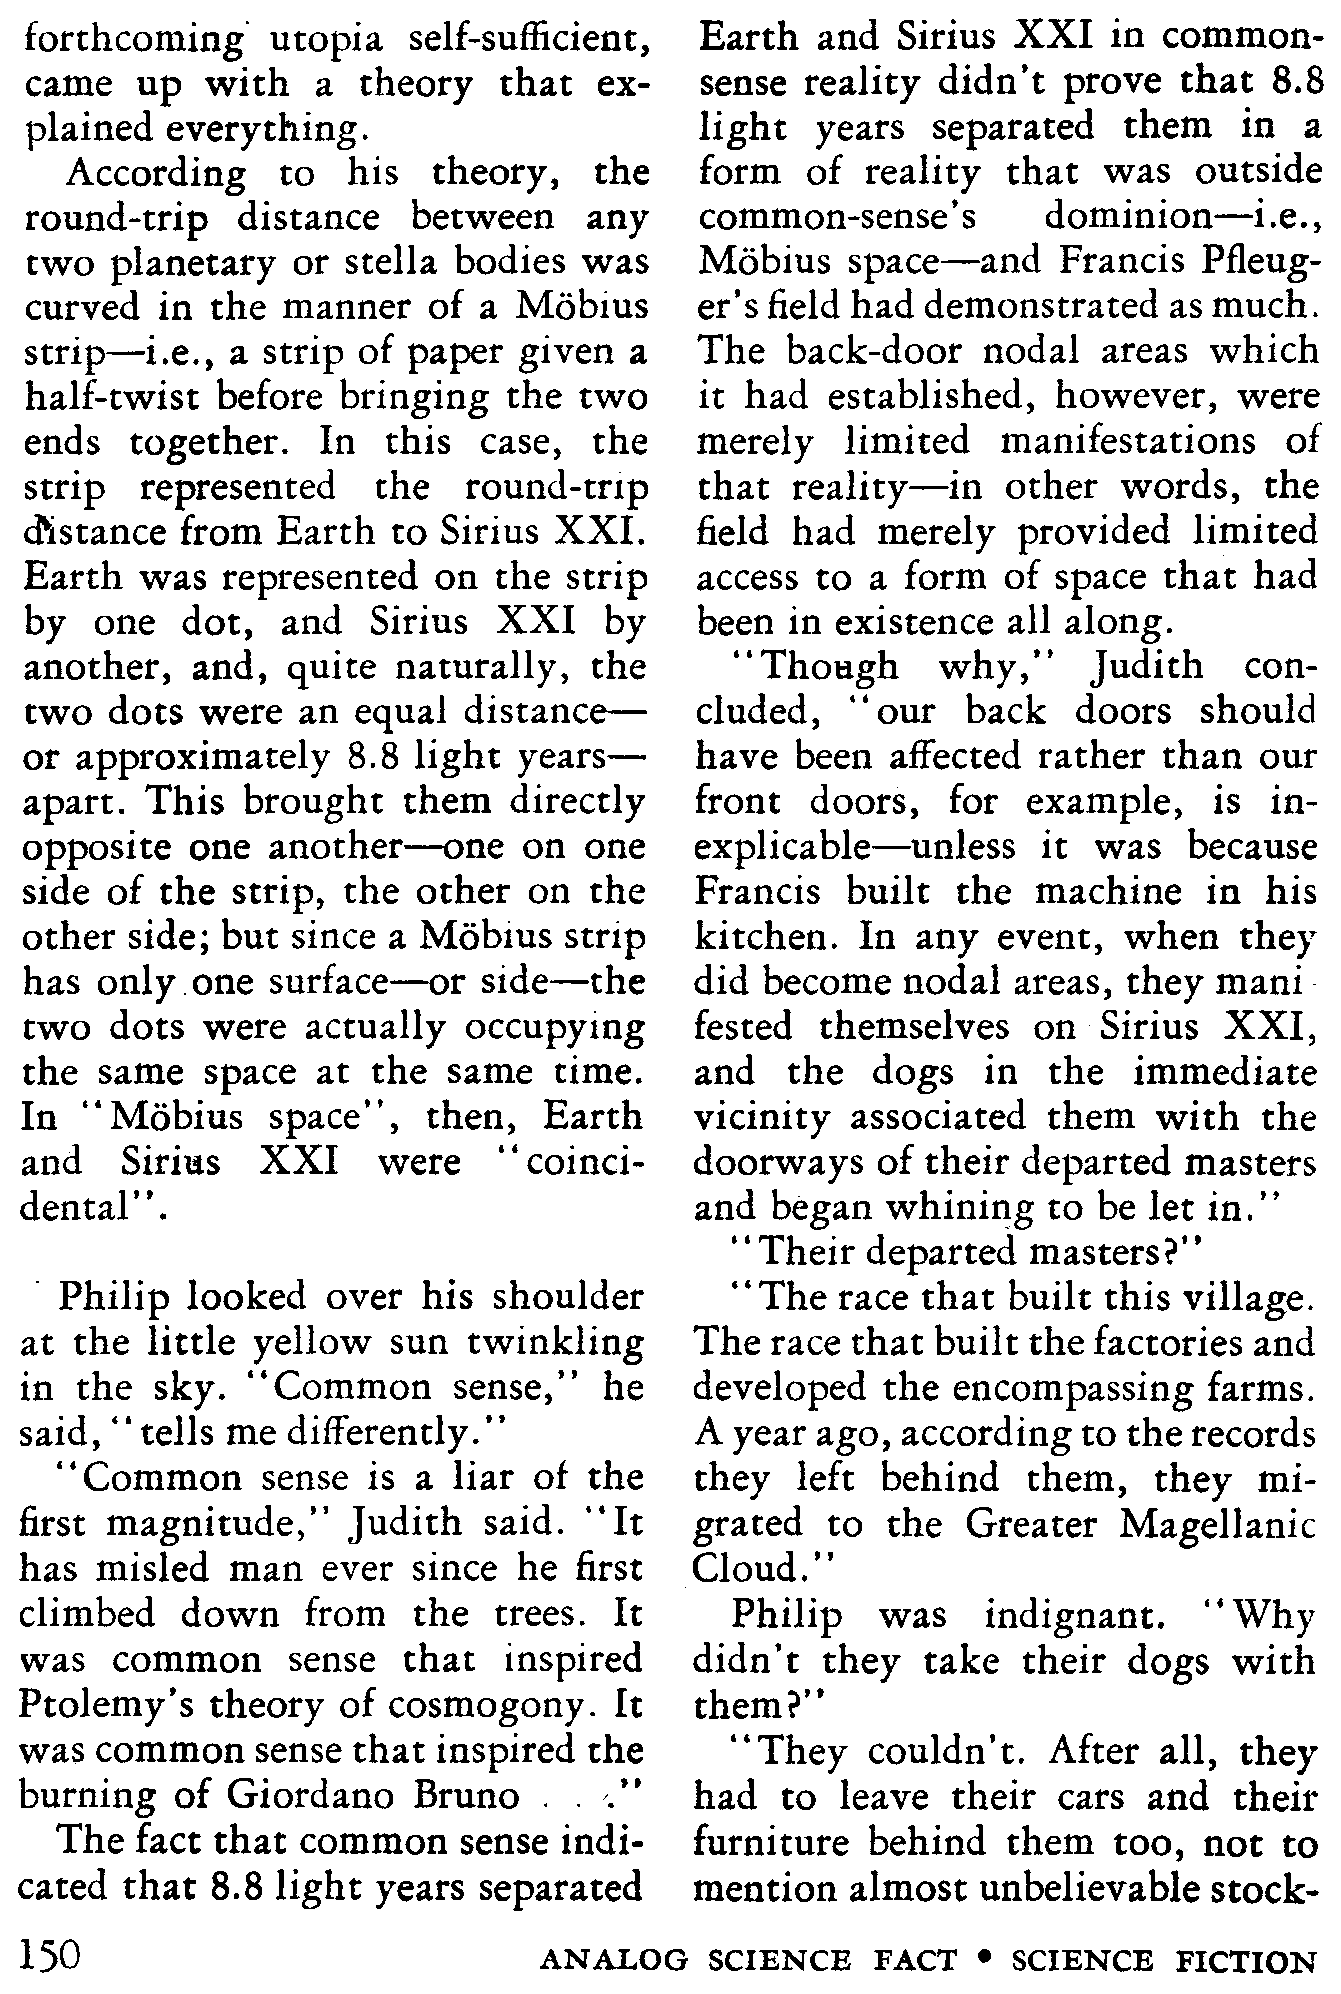 forthcoming utopia self-sufficient,
came up with a theory that ex-
plained everything.
According to his theory, the
round-trip distance between any
two planetary or stella bodies was
curved in the manner of a Möbius
strip—i.e., a strip of paper given a
half-twist before bringing the two
ends together. In this case, the
strip represented the round-trip
distance from Earth to Sirius XXI.
Earth was represented on the strip
by one dot, and Sirius XXI by
another, and, quite naturally, the
two dots were an equal distance—
or approximately 8.8 light years—
apart. This brought them directly
opposite one another—one on one
side of the strip, the other on the
other side; but since a Möbius strip
has only one surface—or side—the
two dots were actually occupying
the same space at the same time.
In "Möbius space", then, Earth
and Sirius XXI were "coinci-
dental".
Philip looked over his shoulder
at the little yellow sun twinkling
in the sky. "Common sense," he
said, "tells me differently."
"Common sense is a liar of the
first magnitude," Judith said. "It
has misled man ever since he first
climbed down from the trees. It
was common sense that inspired
Ptolemy's theory of cosmogony. It
was common sense that inspired the
burning of Giordano Bruno . . ."
The fact that common sense indi-
cated that 8.8 light years separated
Earth and Sirius XXI in common-
sense reality didn't prove that 8.8
light years separated them in a
form of reality that was outside
common-sense's dominion—i.e.,
Möbius space—and Francis Pfleug-
er's field had demonstrated as much.
The back-door nodal areas which
it had established, however, were
merely limited manifestations of
that reality—in other words, the
field had merely provided limited
access to a form of space that had
been in existence all along.
"Though why," Judith con-
cluded, "our back doors should
have been affected rather than our
front doors, for example, is in-
explicable—unless it was because
Francis built the machine in his
kitchen. In any event, when they
did become nodal areas, they mani-
fested themselves on Sirius XXI,
and the dogs in the immediate
vicinity associated them with the
doorways of their departed masters
and began whining to be let in."
"Their departed masters?"
"The race that built this village.
The race that built the factories and
developed the encompassing farms.
A year ago, according to the records
they left behind them, they mi-
grated to the Greater Magellanic
Cloud."
Philip was indignant. "Why
didn't they take their dogs with
them?"
"They couldn't. After all, they
had to leave their cars and their
furniture behind them too, not to
mention almost unbelievable stock-
150
ANALOG SCIENCE FACT • SCIENCE FICTION